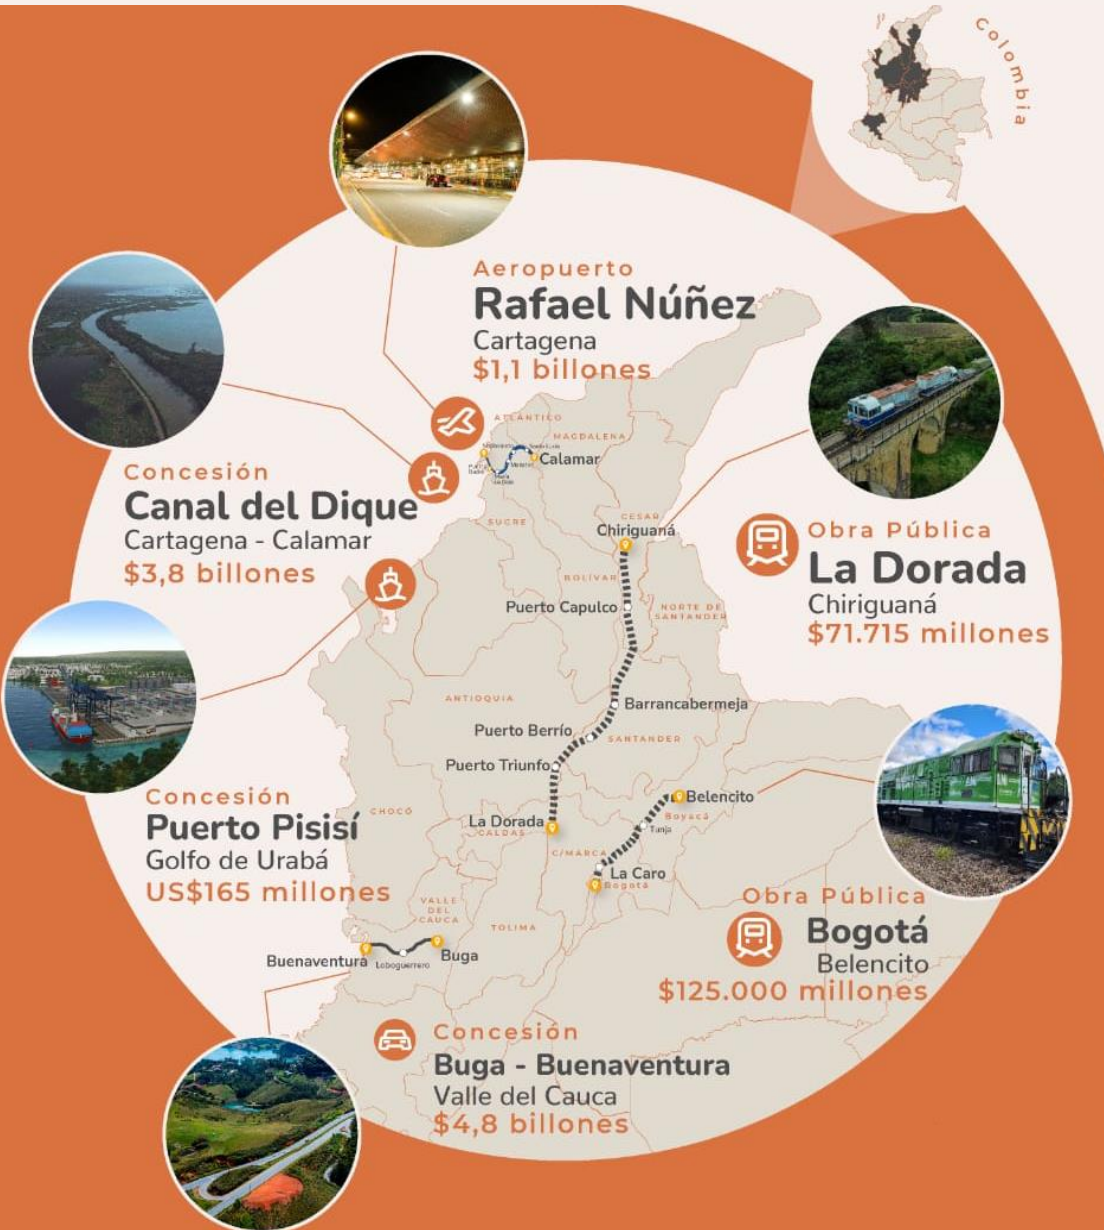 Colombia
Aeropuerto
Rafael Núñez
Cartagena
$1,1 billones
ATLÁNTICO
MAGDALENA
Calamar
Concesión
Canal del Dique
Cartagena - Calamar
$3,8 billones
SUCRE
CESAR
Chiriguaná
BOLÍVAR
Puerto Capulco
NORTE DE
SANTANDER
Obra Pública
La Dorada
Chiriguaná
$71.715 millones
ANTIOQUIA
Barrancabermeja
Puerto Berrío
SANTANDER
Puerto Triunfo
Concesión
Puerto Pisisí
Golfo de Urabá
US$165 millones
CHOCÓ
La Dorada
CALDAS
Belencito
Boyacá
Tunja
C/MARCA
La Caro
Bogotá
VALLE
DEL
CAUCA
TOLIMA
Buenaventura
Loboguerrero
Buga
Obra Pública
Bogotá
Belencito
$125.000 millones
Concesión
Buga - Buenaventura
Valle del Cauca
$4,8 billones